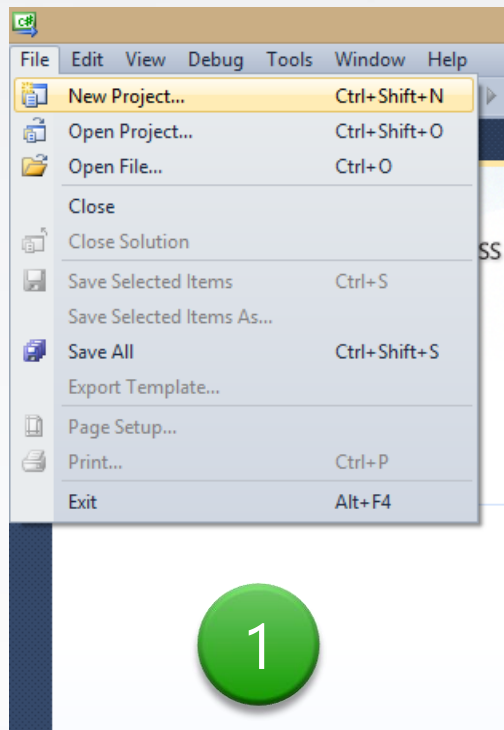 C#
File Edit View Debug Tools Window Help
New Project... Ctrl+Shift+N
Open Project... Ctrl+Shift+O
Open File... Ctrl+O
Close
Close Solution
SS
Save Selected Items Ctrl+S
Save Selected Items As...
Save All Ctrl+Shift+S
Export Template...
Page Setup...
Print... Ctrl+P
Exit Alt+F4
1